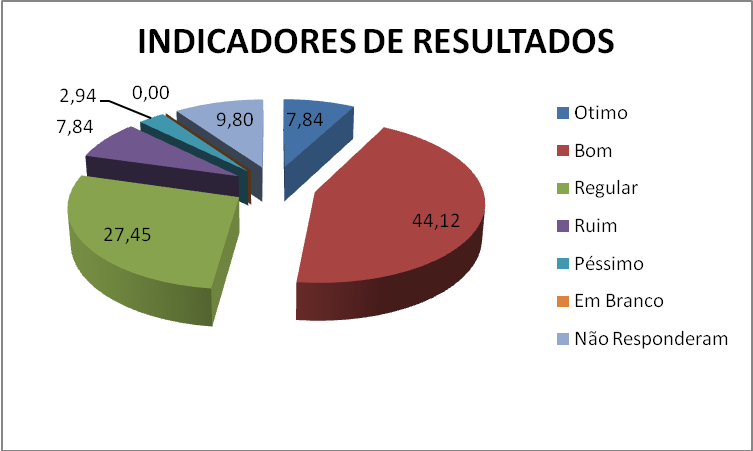 INDICADORES DE RESULTADOS
2,94
0,00
7,84
9,80
7,84
27,45
44,12
Otimo
Bom
Regular
Ruim
Péssimo
Em Branco
Não Responderam